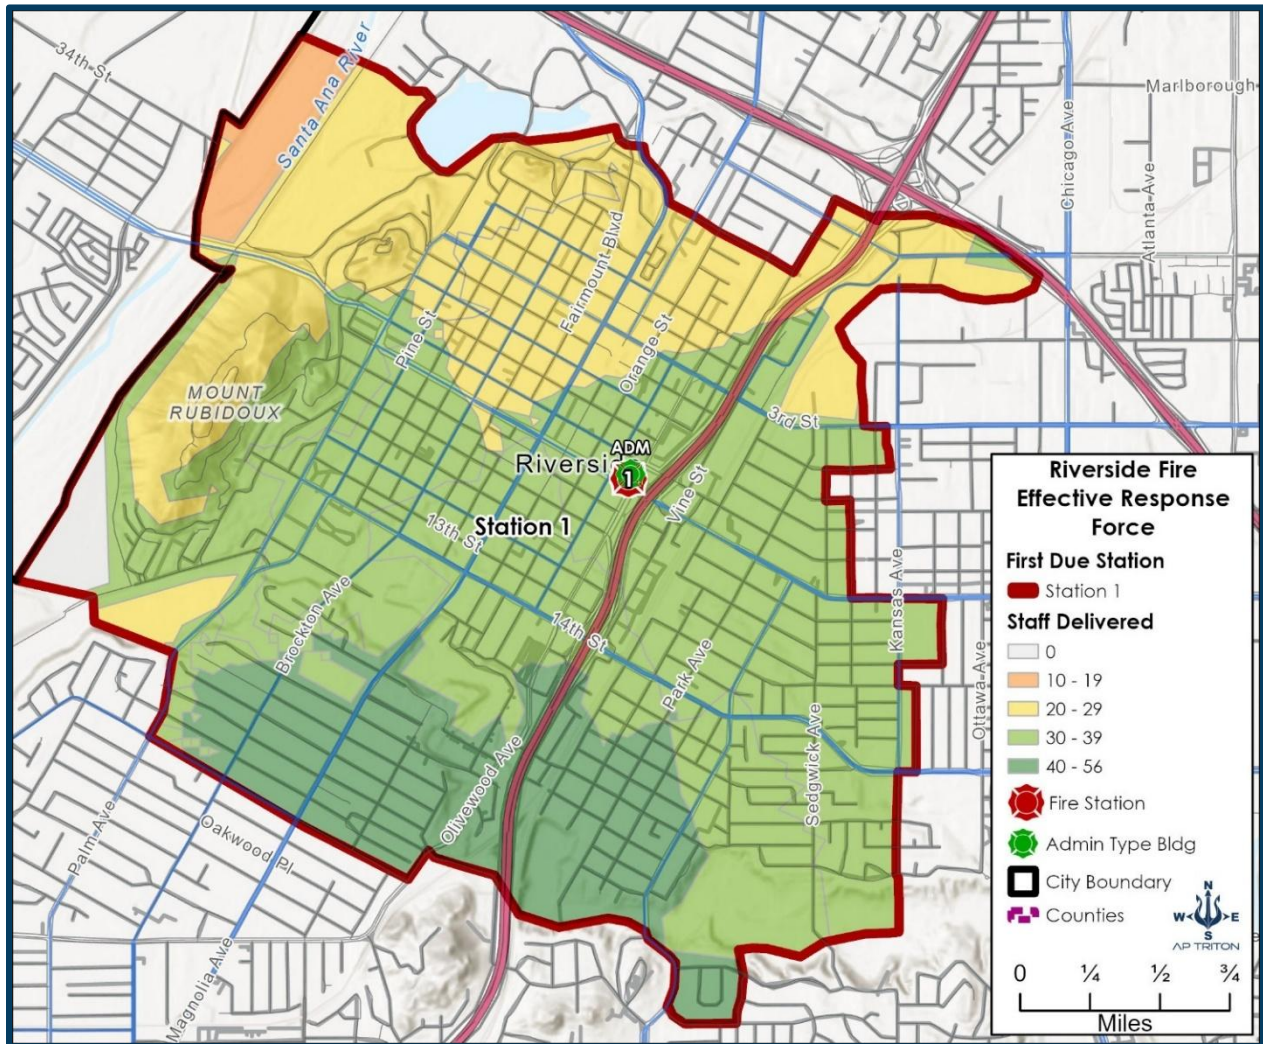 34th St
Santa Ana River
Marlborough
Chicago Ave
Atlanta Ave
Fairmount Blvd
Pine St
Orange St
MOUNT
RUBIDOUX
3rd St
ADM
1
Vine St
Station 1
13th St
14th St
Brockton Ave
Park Ave
Kansas Ave
Ottawa Ave
Sedgwick Ave
Olivewood Ave
Palm Ave
Oakwood Pl
Magnolia Ave
Riverside Fire
Effective Response
Force
First Due Station
Station 1
Staff Delivered
0
10 - 19
20 - 29
30 - 39
40 - 56
Fire Station
Admin Type Bldg
City Boundary
Counties
N
W E
S
AP TRITON
0 ¼ ½ ¾
Miles